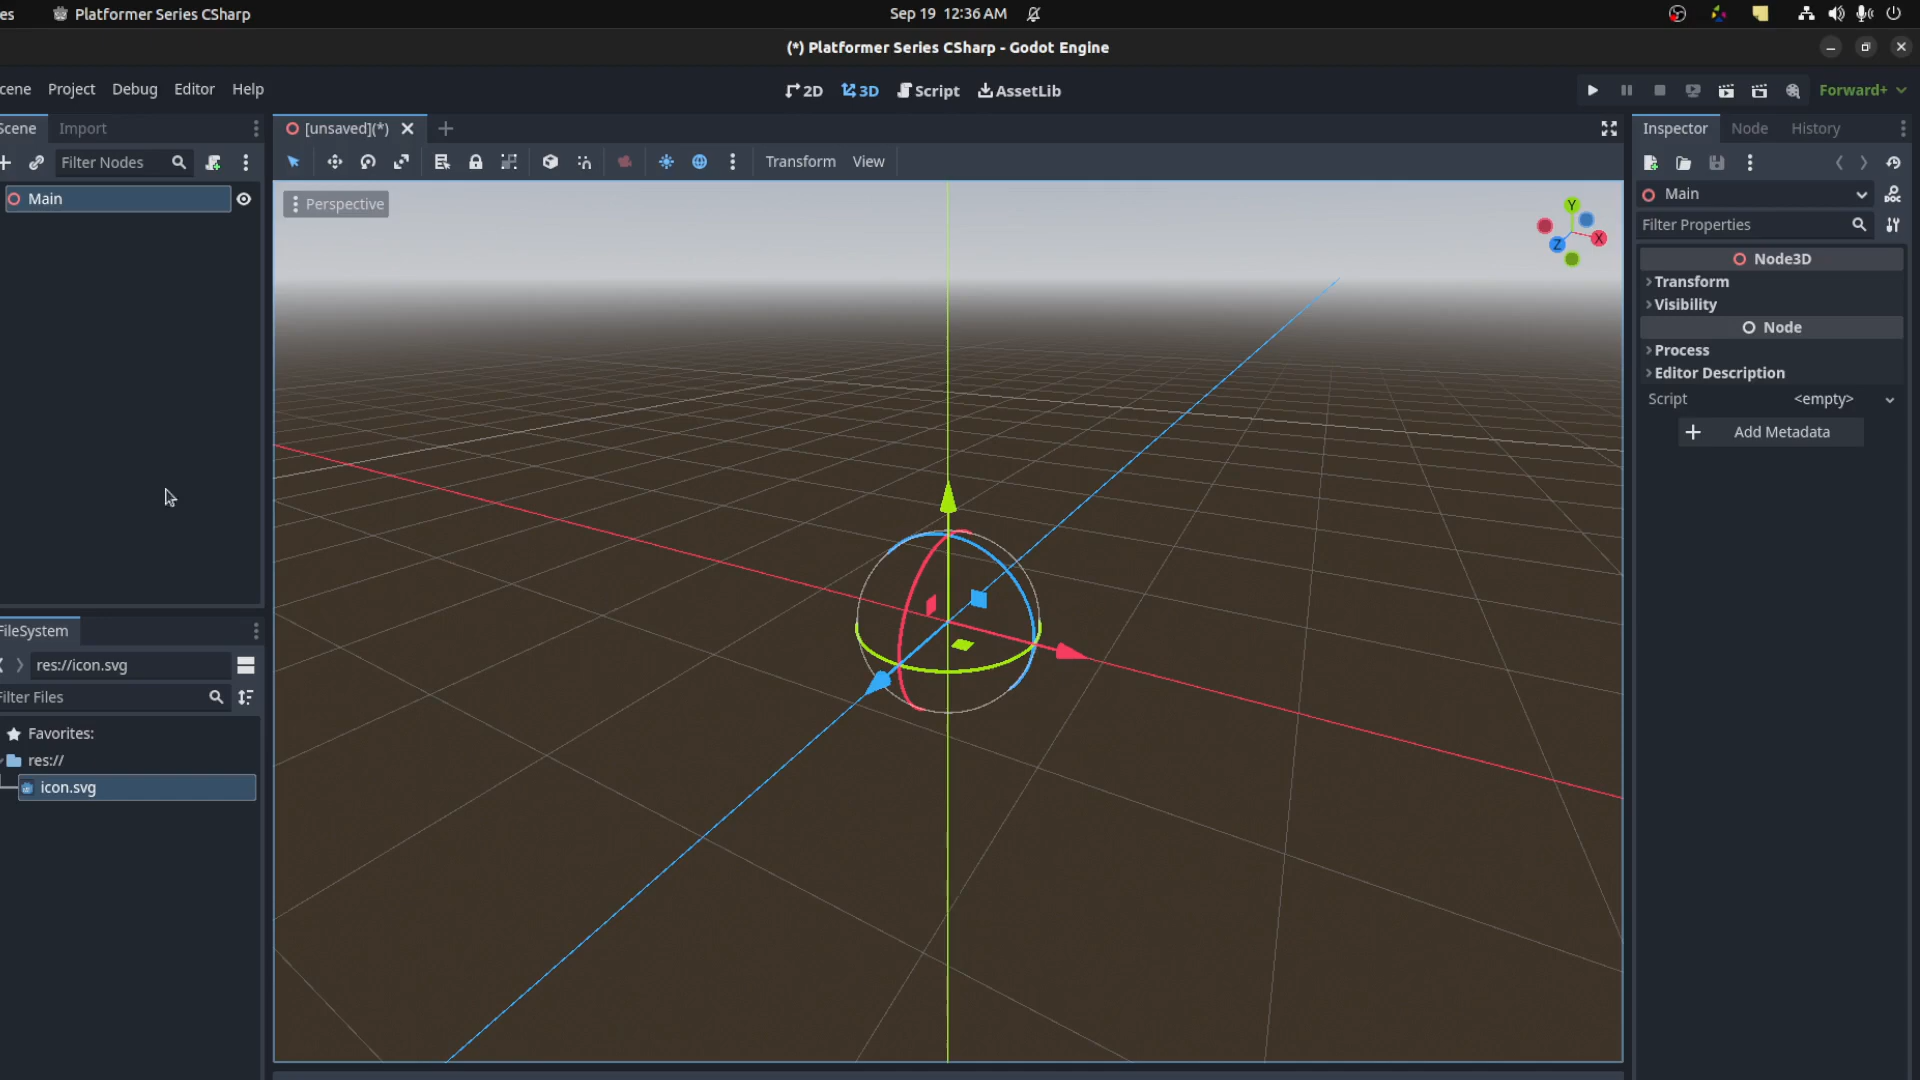 es
Platformer Series CSharp
Sep 19 12:36 AM
(*) Platformer Series CSharp - Godot Engine
cene
Project
Debug
Editor
Help
2D
3D
Script
AssetLib
Forward+
Scene
Import
[unsaved](*)
Filter Nodes
Transform
View
Main
Perspective
Y
X
Z
FileSystem
res://icon.svg
Filter Files
Favorites:
res://
icon.svg
Inspector
Node
History
Main
DOC
Filter Properties
Node3D
Transform
Visibility
Node
Process
Editor Description
Script
<empty>
Add Metadata